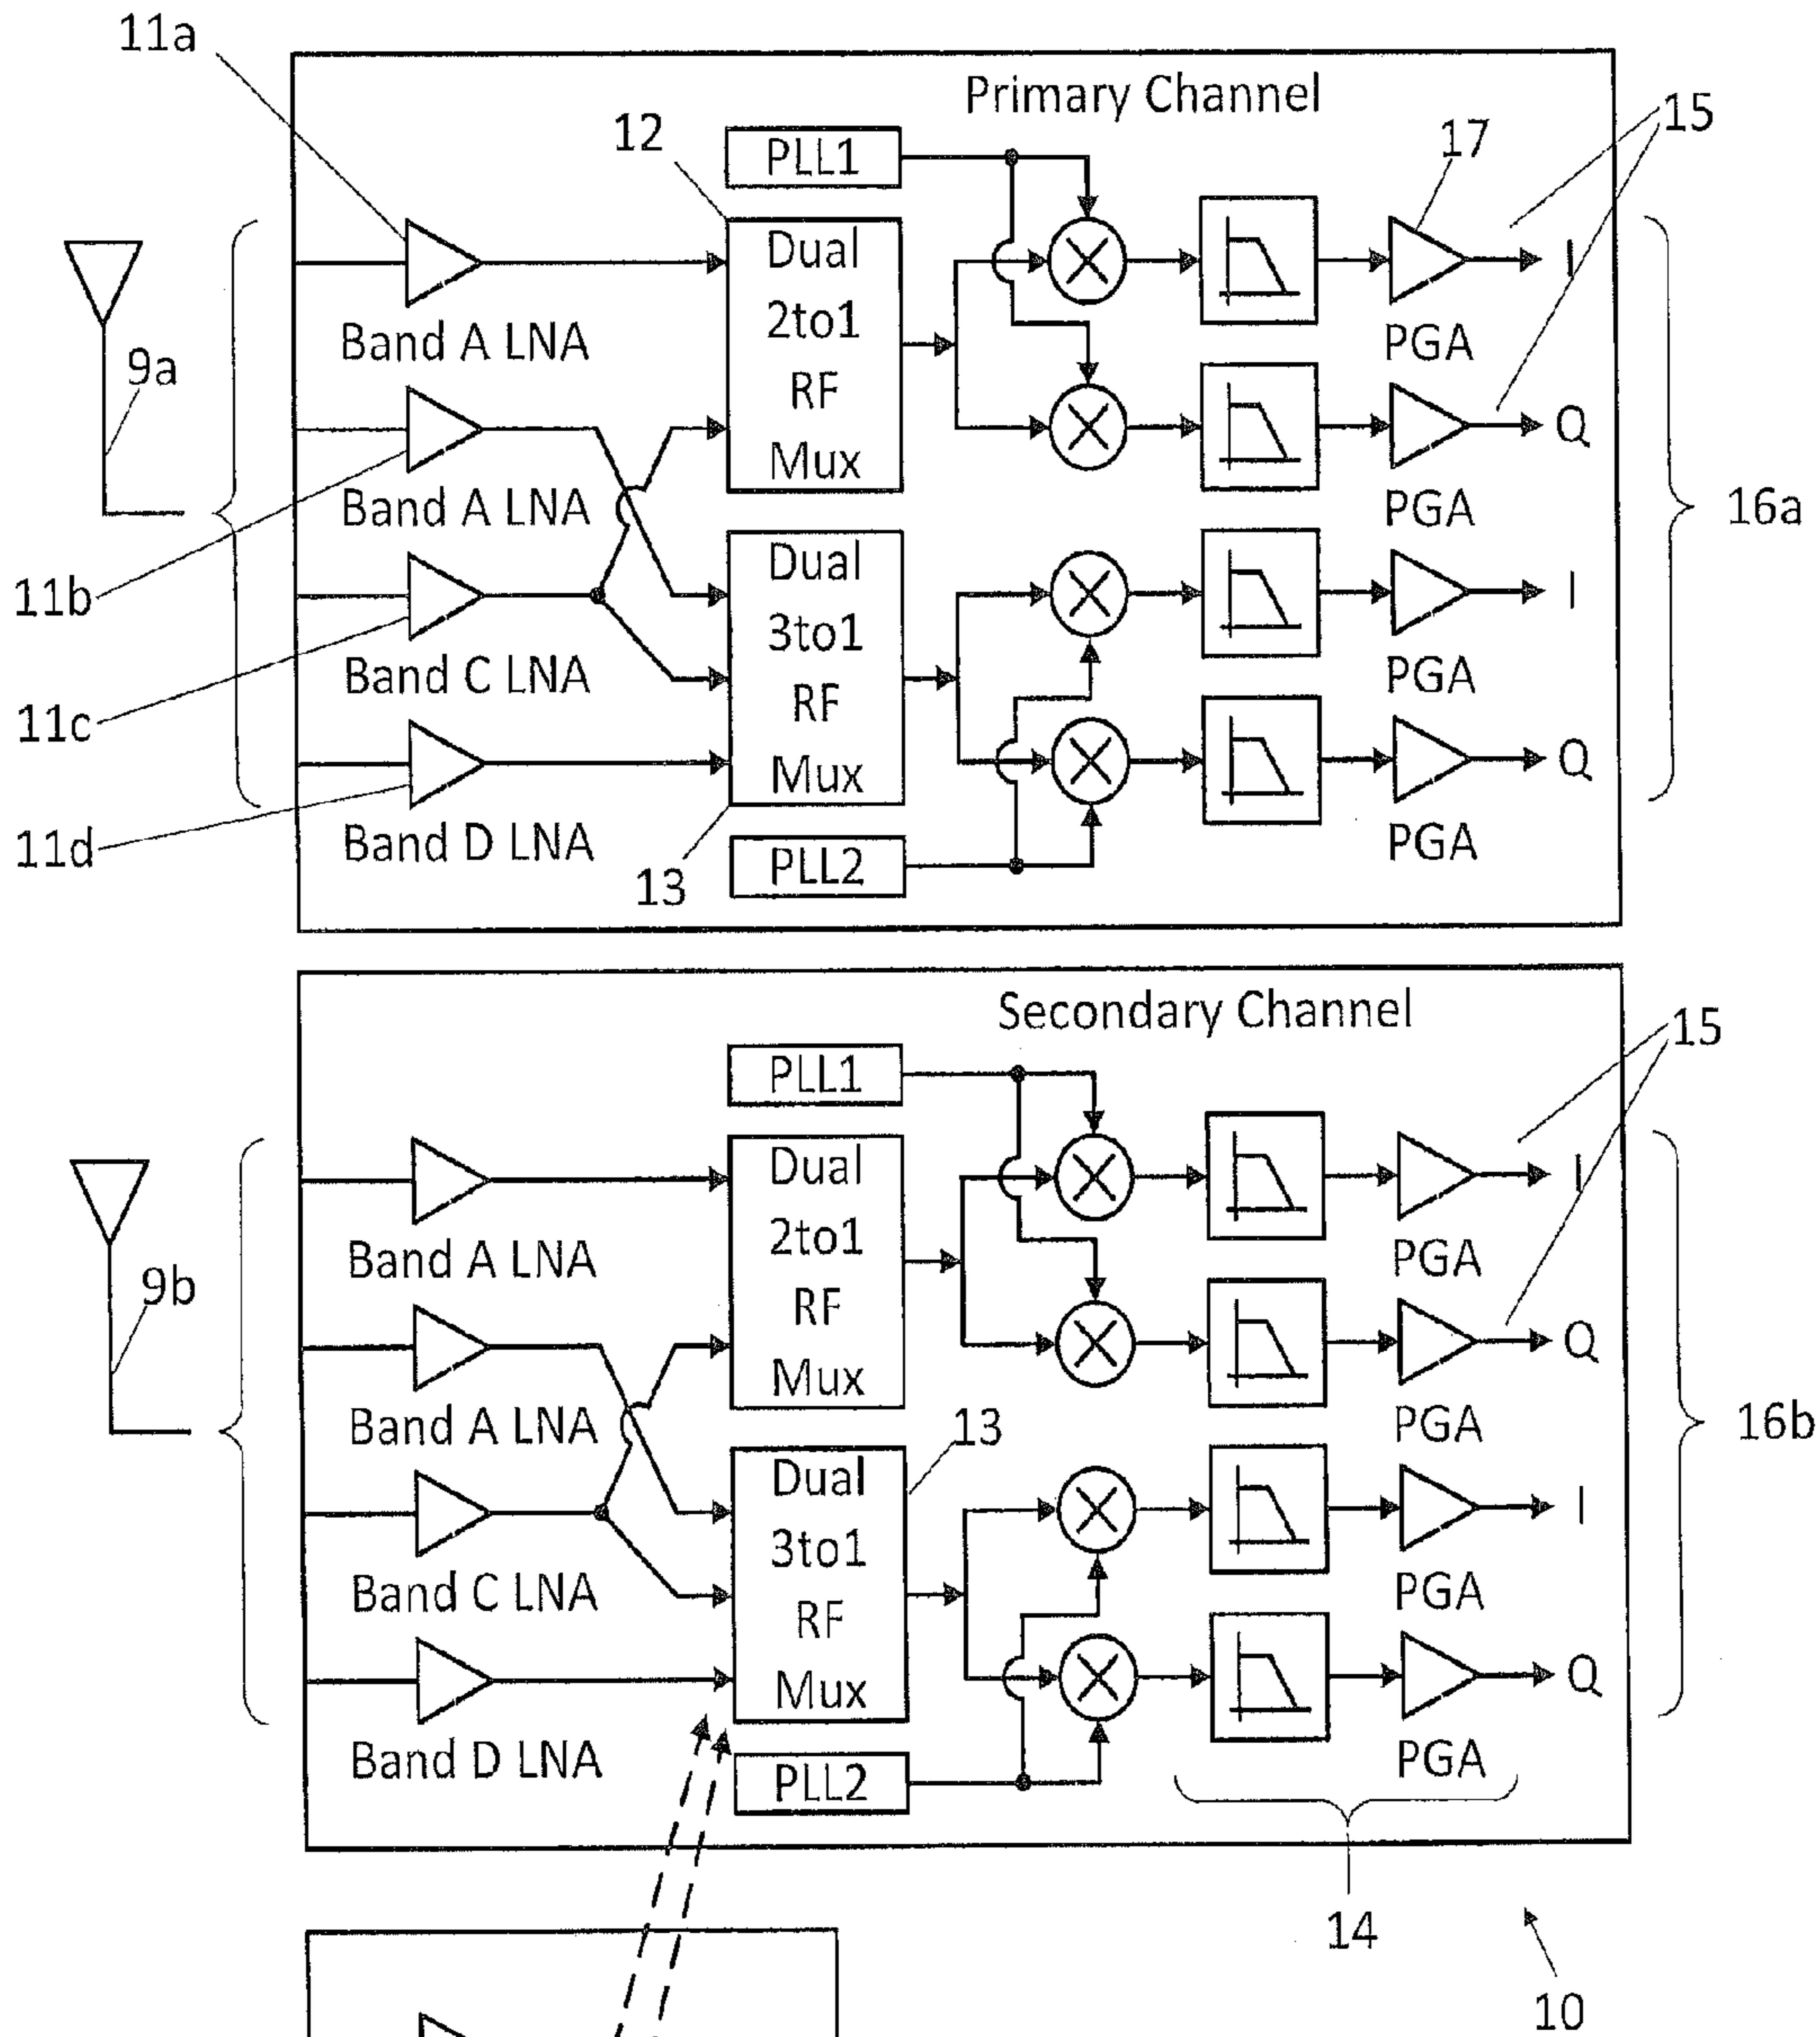 11a
Primary Channel
15
12
PLL1
17
Dual
2to1
RF
Mux
I
Band A LNA
PGA
9a
Q
Band A LNA
PGA
16a
11b
Dual
3to1
RF
Mux
I
Band C LNA
PGA
11c
Q
Band D LNA
PGA
11d
13
PLL2
Secondary Channel
15
PLL1
Dual
2to1
RF
Mux
I
Band A LNA
PGA
9b
Q
Band A LNA
PGA
16b
13
Dual
3to1
RF
Mux
I
Band C LNA
PGA
Q
Band D LNA
PGA
PLL2
14
10